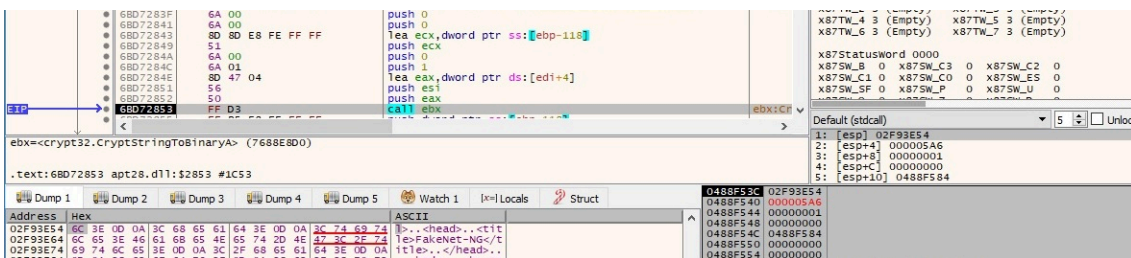 6BD7283F 6A 00 push 0
6BD72841 6A 00 push 0
6BD72843 8D 8D E8 FE FF FF lea ecx,dword ptr ss:[ebp-118]
6BD72849 51 push ecx
6BD7284A 6A 00 push 0
6BD7284C 6A 01 push 1
6BD7284E 8D 47 04 lea eax,dword ptr ds:[edi+4]
6BD72851 56 push esi
6BD72852 50 push eax
EIP 6BD72853 FF D3 call ebx ebx:Cr
ebx=<crypt32.CryptStringToBinaryA> (7688E8D0)
.text:6BD72853 apt28.dll:$2853 #1C53
x87TW_4 3 (Empty) x87TW_5 3 (Empty)
x87TW_6 3 (Empty) x87TW_7 3 (Empty)
x87StatusWord 0000
x87SW_B 0 x87SW_C3 0 x87SW_C2 0
x87SW_C1 0 x87SW_C0 0 x87SW_ES 0
x87SW_SF 0 x87SW_P 0 x87SW_U 0
Default (stdcall) 5 Unloc
1: [esp] 02F93E54
2: [esp+4] 000005A6
3: [esp+8] 00000001
4: [esp+C] 00000000
5: [esp+10] 0488F584
Dump 1 Dump 2 Dump 3 Dump 4 Dump 5 Watch 1 [x=] Locals Struct
Address Hex ASCII
02F93E54 6C 3E 0D 0A 3C 68 65 61 64 3E 0D 0A 3C 74 69 74 l>..<head>..<tit
02F93E64 6C 65 3E 46 61 6B 65 4E 65 74 2D 4E 47 3C 2F 74 le>FakeNet-NG</t
02F93E74 69 74 6C 65 3E 0D 0A 3C 2F 68 65 61 64 3E 0D 0A itle>..</head>..
0488F53C 02F93E54
0488F540 000005A6
0488F544 00000001
0488F548 00000000
0488F54C 0488F584
0488F550 00000000
0488F554 00000000